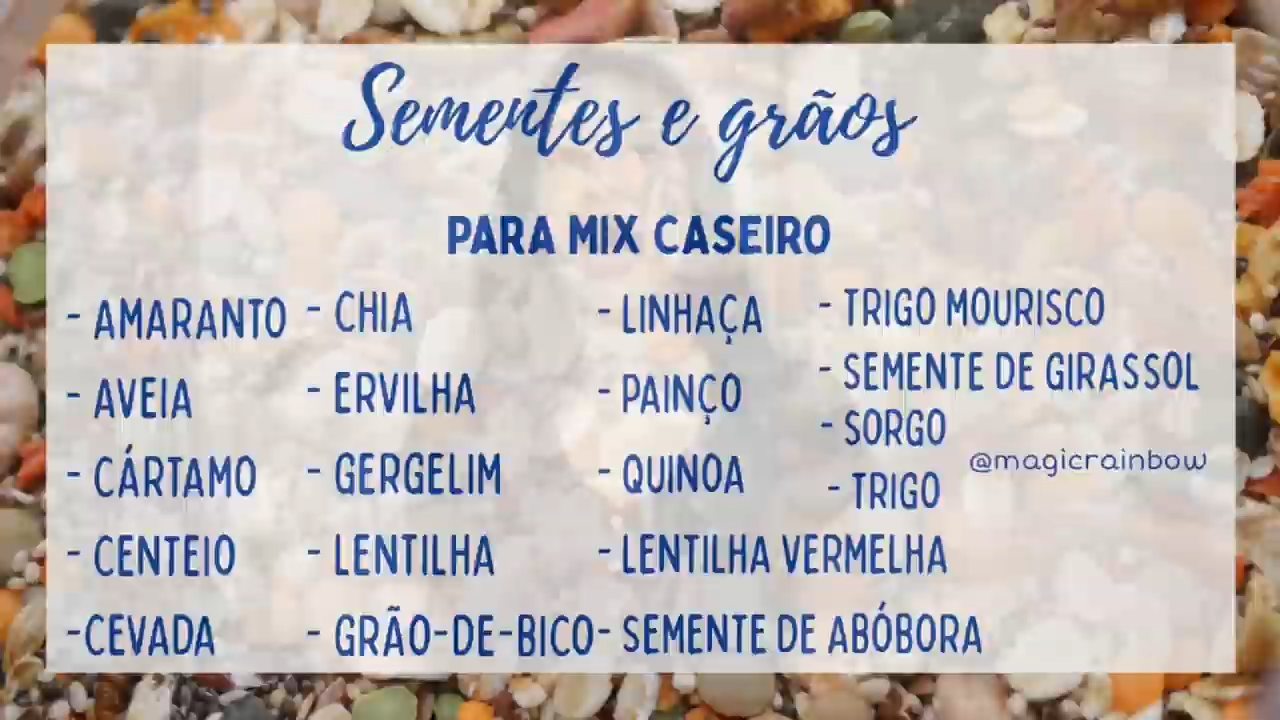 Sementes e grãos
PARA MIX CASEIRO
- AMARANTO
- AVEIA
- CÁRTAMO
- CENTEIO
-CEVADA
- CHIA
- ERVILHA
- GERGELIM
- LENTILHA
- GRÃO-DE-BICO
- LINHAÇA
- PAINÇO
- QUINOA
- LENTILHA VERMELHA
- SEMENTE DE ABÓBORA
- TRIGO MOURISCO
- SEMENTE DE GIRASSOL
- SORGO
- TRIGO
@magicrainbow